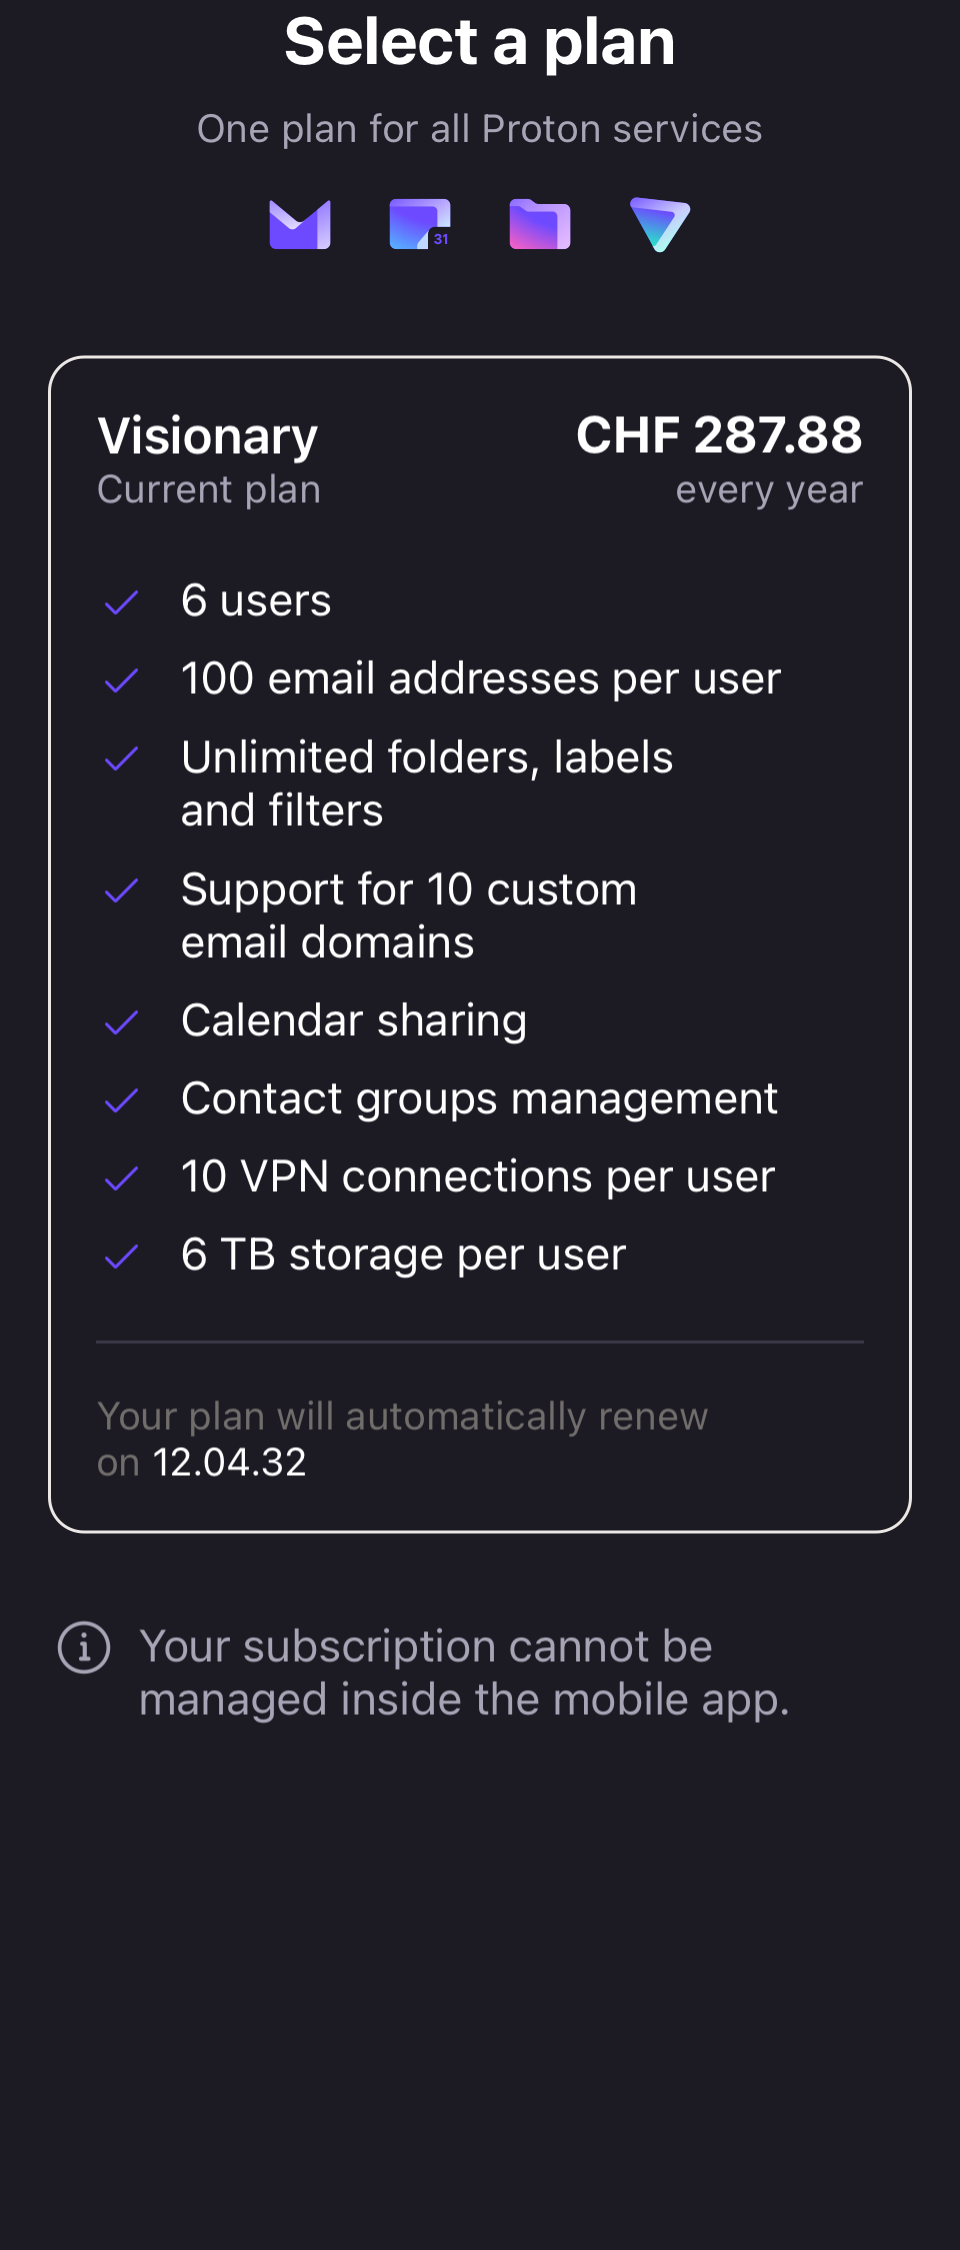 Select a plan
One plan for all Proton services
31
Visionary
CHF 287.88
Current plan
every year
6 users
100 email addresses per user
Unlimited folders, labels
and filters
Support for 10 custom
email domains
Calendar sharing
Contact groups management
10 VPN connections per user
6 TB storage per user
Your plan will automatically renew
on 12.04.32
Your subscription cannot be
managed inside the mobile app.